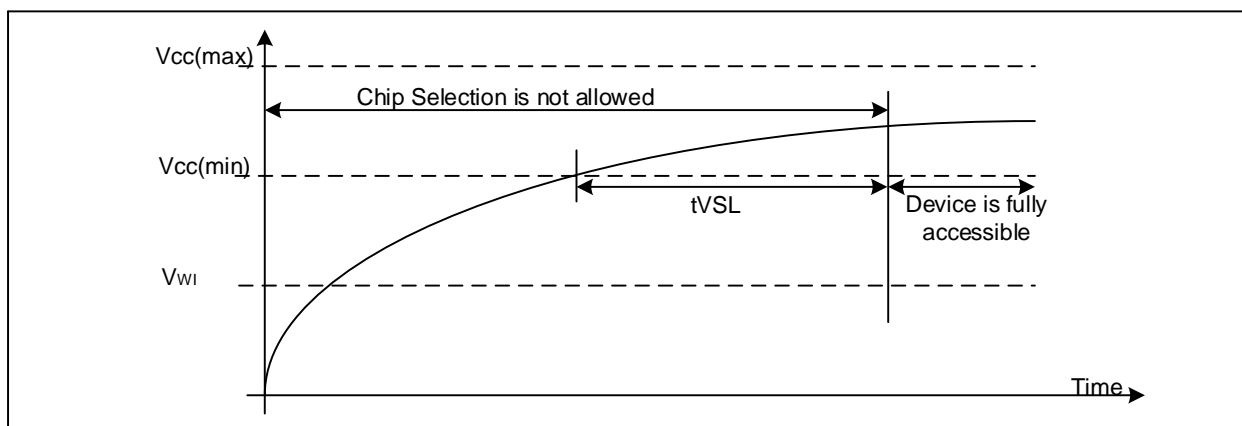 Vcc(max)
Chip Selection is not allowed
Vcc(min)
tVSL
Device is fully
accessible
VWI
Time